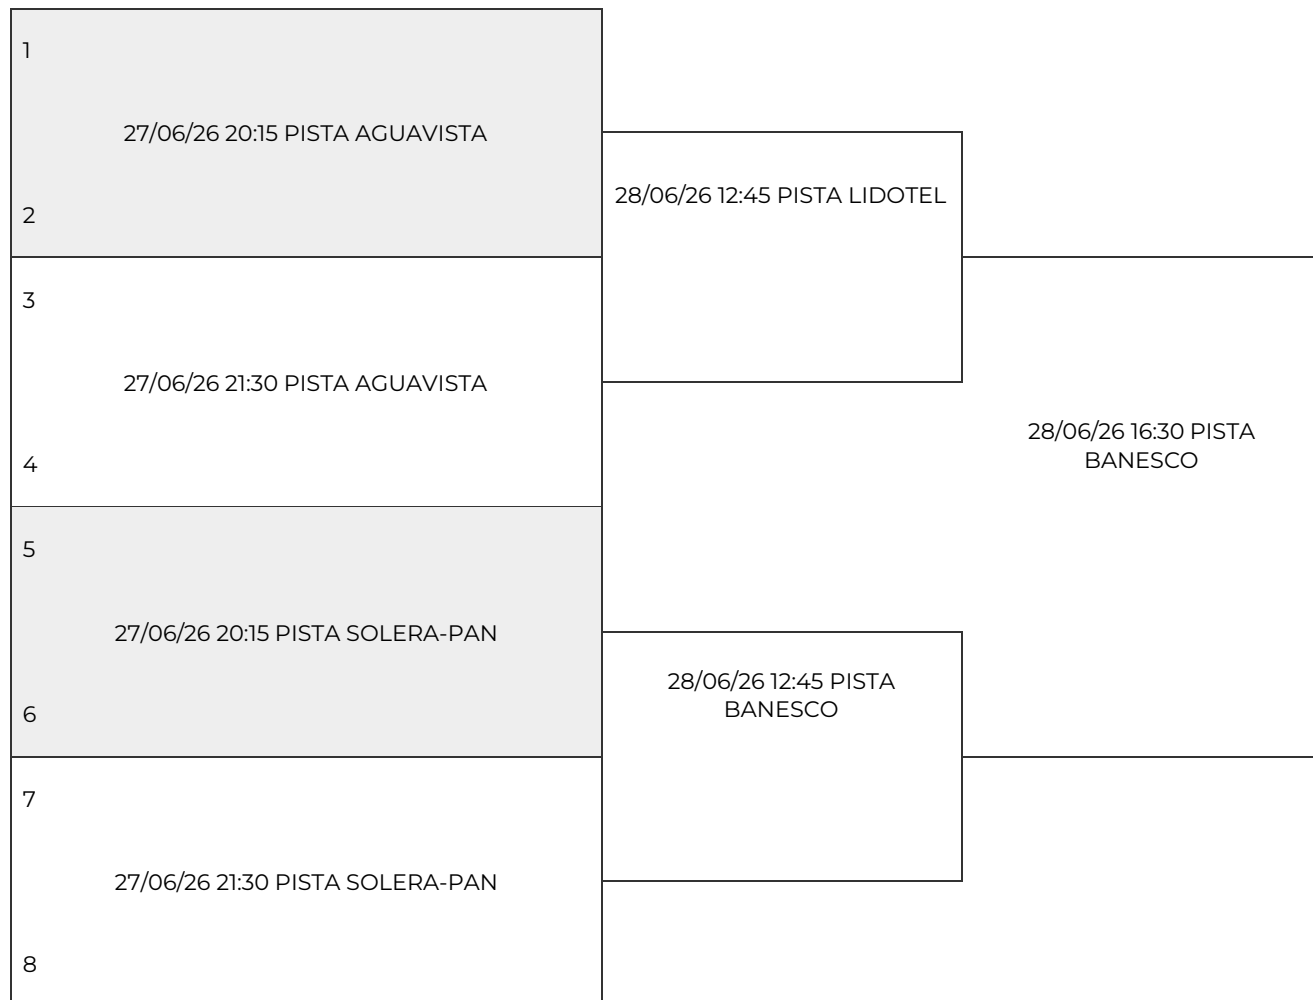 1
27/06/26 20:15 PISTA AGUAVISTA
2
3
27/06/26 21:30 PISTA AGUAVISTA
4
5
27/06/26 20:15 PISTA SOLERA-PAN
6
7
27/06/26 21:30 PISTA SOLERA-PAN
8
28/06/26 12:45 PISTA LIDOTEL
28/06/26 12:45 PISTA
BANESCO
28/06/26 16:30 PISTA
BANESCO